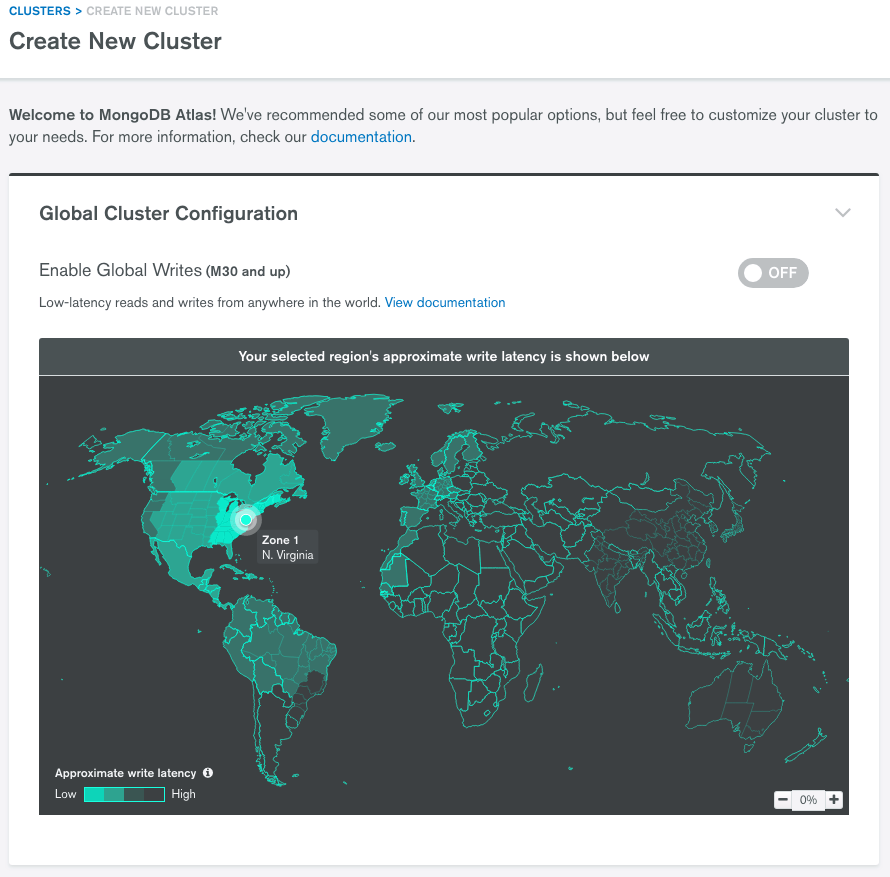 CLUSTERS > CREATE NEW CLUSTER
Create New Cluster
Welcome to MongoDB Atlas! We've recommended some of our most popular options, but feel free to customize your cluster to
your needs. For more information, check our documentation.
Global Cluster Configuration
Enable Global Writes (M30 and up)
OFF
Low-latency reads and writes from anywhere in the world. View documentation
Your selected region's approximate write latency is shown below
Zone 1
N. Virginia
Approximate write latency
Low High
0%